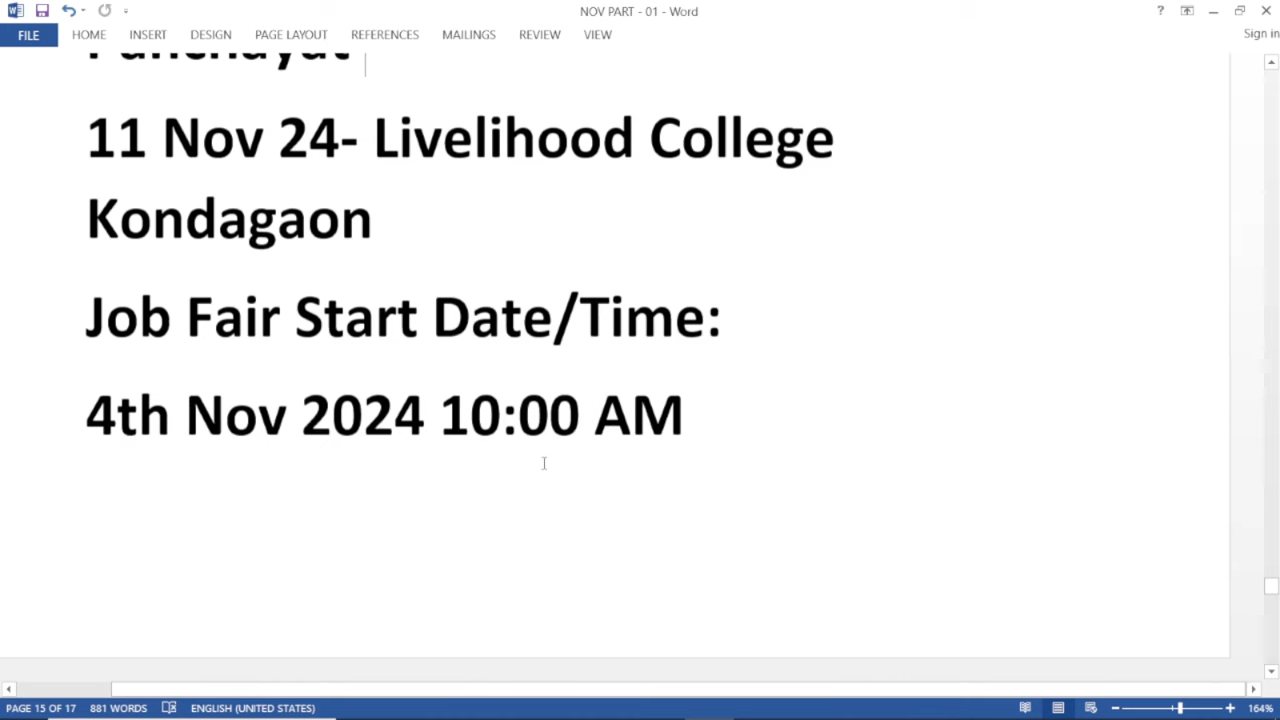 NOV PART - 01 - Word
?
FILE HOME INSERT DESIGN PAGE LAYOUT REFERENCES MAILINGS REVIEW VIEW Sign in
Panchayat
11 Nov 24- Livelihood College
Kondagaon
Job Fair Start Date/Time:
4th Nov 2024 10:00 AM
PAGE 15 OF 17 881 WORDS ENGLISH (UNITED STATES) 164%